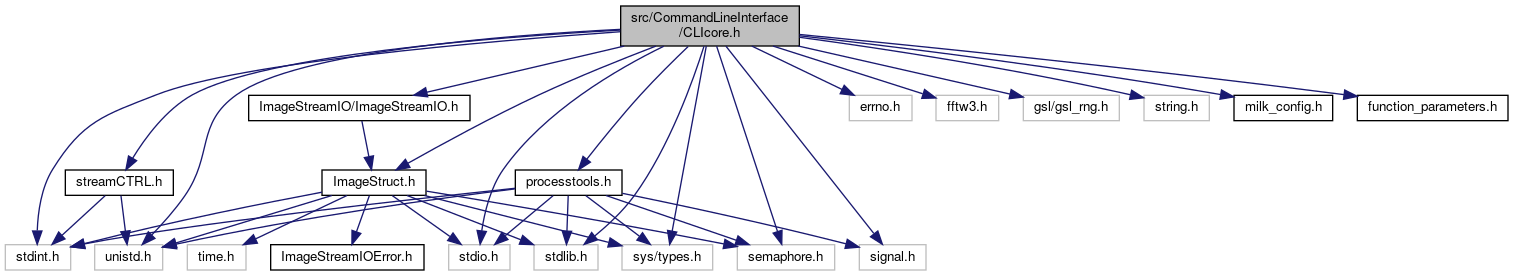 src/CommandLineInterface
/CLIcore.h
ImageStreamIO/ImageStreamIO.h
errno.h
fftw3.h
gsl/gsl_rng.h
string.h
milk_config.h
function_parameters.h
streamCTRL.h
ImageStruct.h
processtools.h
stdint.h
unistd.h
time.h
ImageStreamIOError.h
stdio.h
stdlib.h
sys/types.h
semaphore.h
signal.h